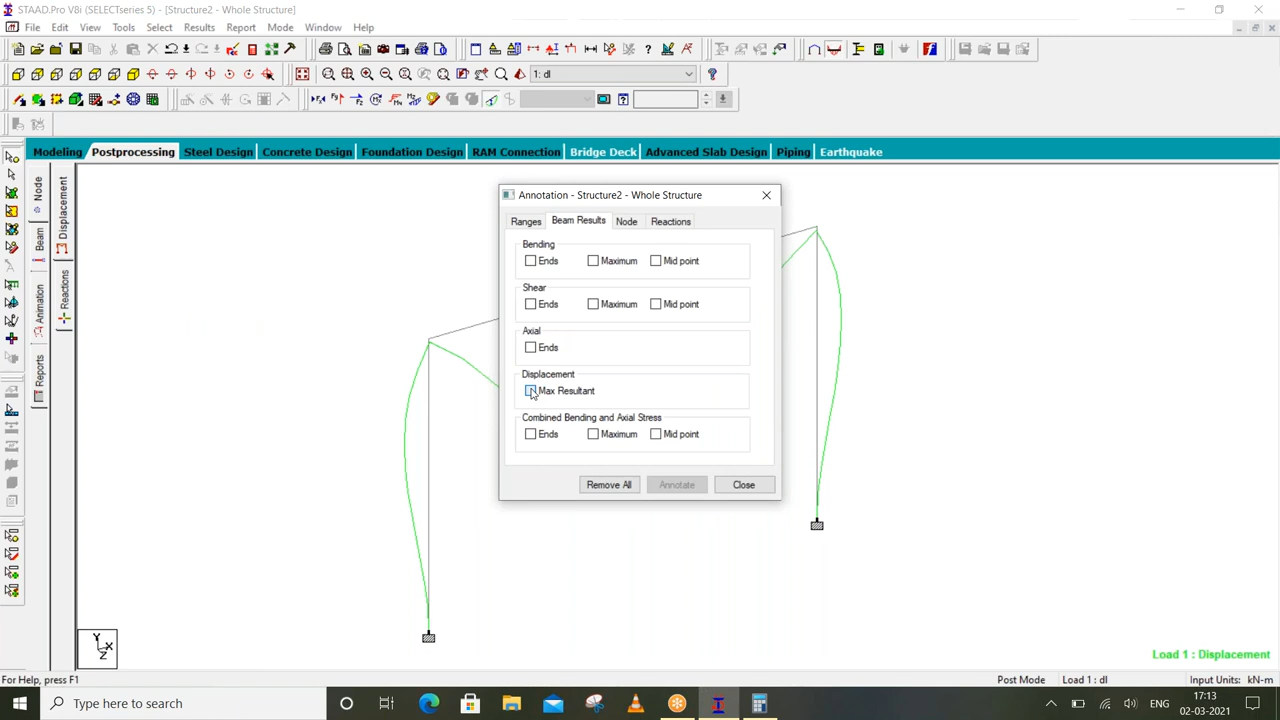 STAAD.Pro V8i (SELECTseries 5) - [Structure2 - Whole Structure]
File Edit View Tools Select Results Report Mode Window Help
1: dl
Modeling Postprocessing Steel Design Concrete Design Foundation Design RAM Connection Bridge Deck Advanced Slab Design Piping Earthquake
Node
Beam
Animation
Reports
Displacement
Reactions
Annotation - Structure2 - Whole Structure
Ranges Beam Results Node Reactions
Bending
Ends Maximum Mid point
Shear
Ends Maximum Mid point
Axial
Ends
Displacement
Max Resultant
Combined Bending and Axial Stress
Ends Maximum Mid point
Remove All Annotate Close
Y
X
Z
Load 1 : Displacement
For Help, press F1 Post Mode Load 1 : dl Input Units: kN-m
Type here to search
ENG
17:13
02-03-2021